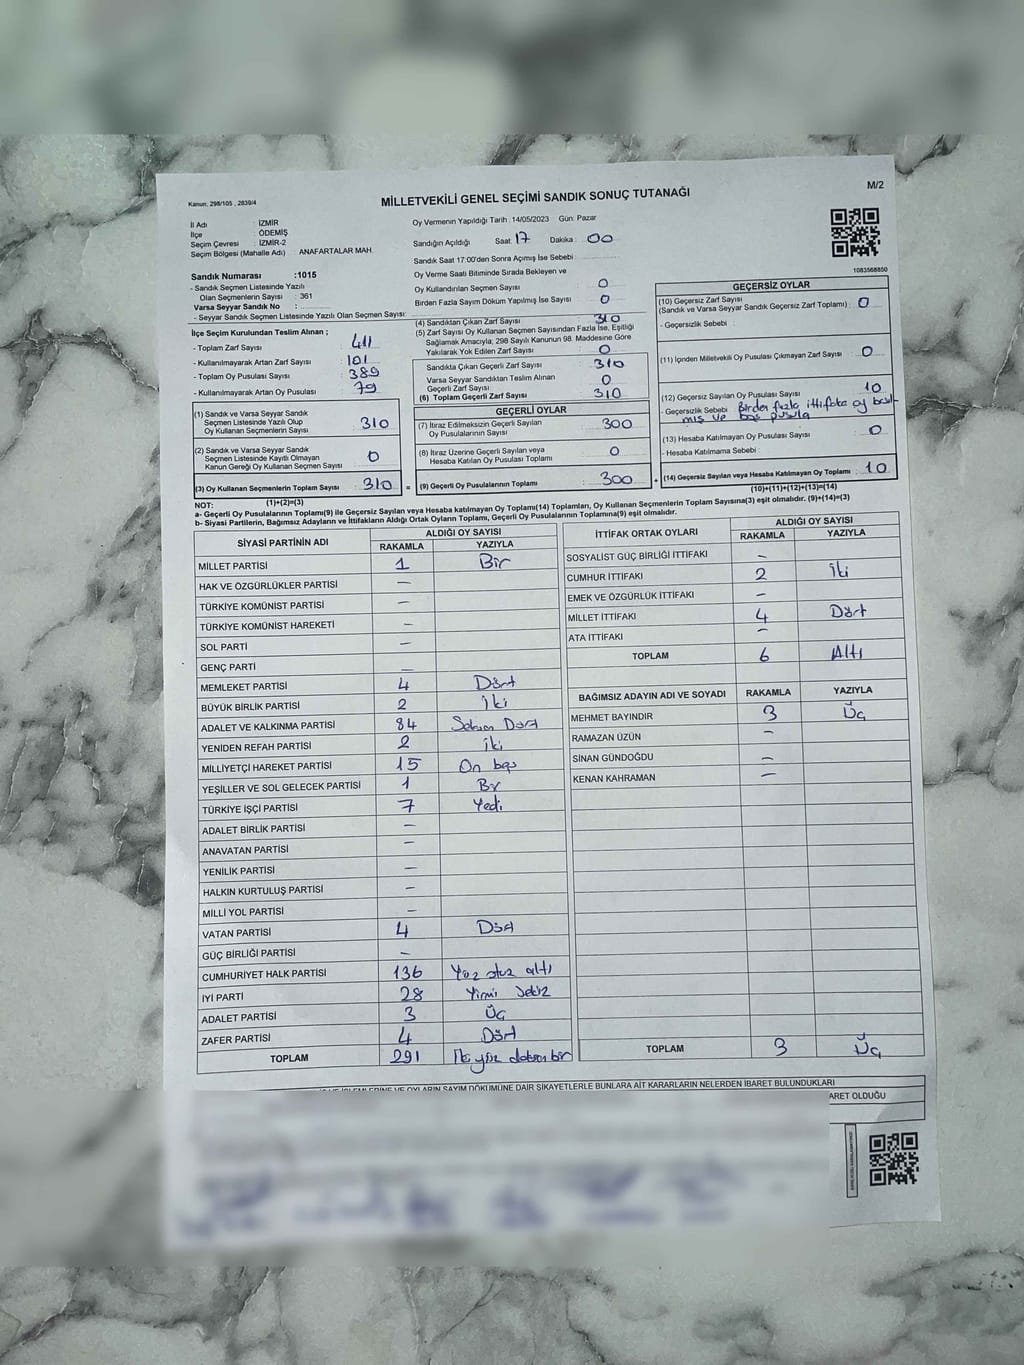 Kanun: 298/105 , 2839/4
MİLLETVEKİLİ GENEL SEÇİMİ SANDIK SONUÇ TUTANAĞI
M/2
İl Adı : İZMİR
İlçe : ÖDEMİŞ
Seçim Çevresi : İZMİR-2
Seçim Bölgesi (Mahalle Adı) ANAFARTALAR MAH.
Sandık Numarası :1015
- Sandık Seçmen Listesinde Yazılı
Olan Seçmenlerin Sayısı : 361
Varsa Seyyar Sandık No :
- Seyyar Sandık Seçmen Listesinde Yazılı Olan Seçmen Sayısı:
Oy Vermenin Yapıldığı Tarih :14/05/2023 Gün: Pazar
Sandığın Açıldığı Saat: 17 Dakika : 00
Sandık Saat 17:00'den Sonra Açımış İse Sebebi
Oy Verme Saati Bitiminde Sırada Bekleyen ve
Oy Kullandırılan Seçmen Sayısı : 0
Birden Fazla Sayım Döküm Yapılmış İse Sayısı : 0
1083568850
İlçe Seçim Kurulundan Teslim Alınan ;
- Toplam Zarf Sayısı : 411
- Kullanılmayarak Artan Zarf Sayısı : 101
- Toplam Oy Pusulası Sayısı : 389
- Kullanılmayarak Artan Oy Pusulası : 79
(1) Sandık ve Varsa Seyyar Sandık
Seçmen Listesinde Yazılı Olup
Oy Kullanan Seçmenlerin Sayısı : 310
(2) Sandık ve Varsa Seyyar Sandık
Seçmen Listesinde Kayıtlı Olmayan
Kanun Gereği Oy Kullanan Seçmen Sayısı : 0
(3) Oy Kullanan Seçmenlerin Toplam Sayısı : 310
(1)+(2)=(3)
(4) Sandıktan Çıkan Zarf Sayısı : 310
(5) Zarf Sayısı Oy Kullanan Seçmen Sayısından Fazla İse, Eşitliği
Sağlamak Amacıyla; 298 Sayılı Kanunun 98. Maddesine Göre
Yakılarak Yok Edilen Zarf Sayısı : 0
Sandıkta Çıkan Geçerli Zarf Sayısı : 310
Varsa Seyyar Sandıktan Teslim Alınan
Geçerli Zarf Sayısı : 0
(6) Toplam Geçerli Zarf Sayısı : 310
GEÇERLİ OYLAR
(7) İtiraz Edilmeksizin Geçerli Sayılan
Oy Pusulalarının Sayısı : 300
(8) İtiraz Üzerine Geçerli Sayılan veya
Hesaba Katılan Oy Pusulası Toplamı : 0
= (9) Geçerli Oy Pusulalarının Toplamı : 300 +
GEÇERSİZ OYLAR
(10) Geçersiz Zarf Sayısı
(Sandık ve Varsa Seyyar Sandık Geçersiz Zarf Toplamı) : 0
- Geçersizlik Sebebi :
(11) İçinden Milletvekili Oy Pusulası Çıkmayan Zarf Sayısı : 0
(12) Geçersiz Sayılan Oy Pusulası Sayısı : 10
- Geçersizlik Sebebi : Birden fazla ittifaka oy basıl-
mış ve boş pusula
(13) Hesaba Katılmayan Oy Pusulası Sayısı : 0
- Hesaba Katılmama Sebebi :
(14) Geçersiz Sayılan veya Hesaba Katılmayan Oy Toplamı : 10
(10)+(11)+(12)+(13)=(14)
NOT:
a- Geçerli Oy Pusulalarının Toplamı(9) ile Geçersiz Sayılan veya Hesaba katılmayan Oy Toplamı(14) Toplamları, Oy Kullanan Seçmenlerin Toplam Sayısına(3) eşit olmalıdır. (9)+(14)=(3)
b- Siyasi Partilerin, Bağımsız Adayların ve İttifakların Aldığı Ortak Oyların Toplamı, Geçerli Oy Pusulalarının Toplamına(9) eşit olmalıdır.
SİYASİ PARTİNİN ADI ALDIĞI OY SAYISI
RAKAMLA YAZIYLA
MİLLET PARTİSİ 1 Bir
HAK VE ÖZGÜRLÜKLER PARTİSİ —
TÜRKİYE KOMÜNİST PARTİSİ —
TÜRKİYE KOMÜNİST HAREKETİ —
SOL PARTİ —
GENÇ PARTİ —
MEMLEKET PARTİSİ 4 Dört
BÜYÜK BİRLİK PARTİSİ 2 İki
ADALET VE KALKINMA PARTİSİ 84 Seksen Dört
YENİDEN REFAH PARTİSİ 2 İki
MİLLİYETÇİ HAREKET PARTİSİ 15 On beş
YEŞİLLER VE SOL GELECEK PARTİSİ 1 Bir
TÜRKİYE İŞÇİ PARTİSİ 7 Yedi
ADALET BİRLİK PARTİSİ —
ANAVATAN PARTİSİ —
YENİLİK PARTİSİ —
HALKIN KURTULUŞ PARTİSİ —
MİLLİ YOL PARTİSİ —
VATAN PARTİSİ 4 Dört
GÜÇ BİRLİĞİ PARTİSİ —
CUMHURİYET HALK PARTİSİ 136 Yüz otuz altı
İYİ PARTİ 28 Yirmi Sekiz
ADALET PARTİSİ 3 Üç
ZAFER PARTİSİ 4 Dört
TOPLAM 291 İki yüz doksan bir
İTTİFAK ORTAK OYLARI ALDIĞI OY SAYISI
RAKAMLA YAZIYLA
SOSYALİST GÜÇ BİRLİĞİ İTTİFAKI —
CUMHUR İTTİFAKI 2 İki
EMEK VE ÖZGÜRLÜK İTTİFAKI —
MİLLET İTTİFAKI 4 Dört
ATA İTTİFAKI —
TOPLAM 6 Altı
BAĞIMSIZ ADAYIN ADI VE SOYADI RAKAMLA YAZIYLA
MEHMET BAYINDIR 3 Üç
RAMAZAN ÜZÜN —
SİNAN GÜNDOĞDU —
KENAN KAHRAMAN —
TOPLAM 3 Üç
OYLARIN SAYIM DÖKÜMÜNE DAİR ŞİKAYETLERLE BUNLARA AİT KARARLARIN NELERDEN İBARET BULUNDUKLARI
ARET OLDUĞU